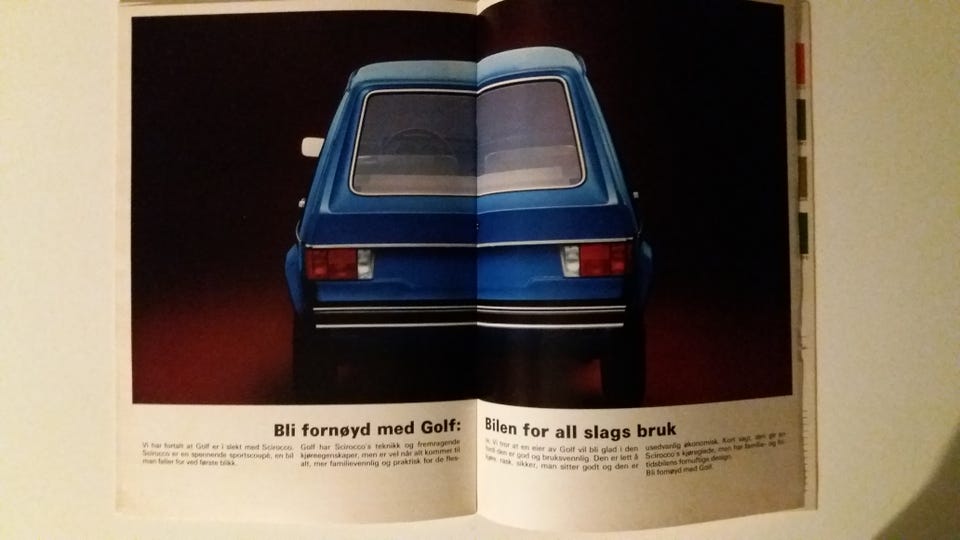 Bli fornøyd med Golf:
Bilen for all slags bruk
Vi har fortalt at Golf er i slekt med Scirocco.
Scirocco er en spennende sportscoupé, en bil
man faller for ved første blikk.
Golf har Scirocco's teknikk og fremragende
kjøreegenskaper, men er vel når alt kommer til
alt, mer familievennlig og praktisk for de fles-
te. Vi tror at en eier av Golf vil bli glad i den
fordi den er god og bruksvennlig. Den er lett å
kjøre, rask, sikker, man sitter godt og den er
usedvanlig økonomisk. Kort sagt, den gir en
Scirocco's kjøreglede, men har familie- og fri-
tidsbilens fornuftige design.
Bli fornøyd med Golf.